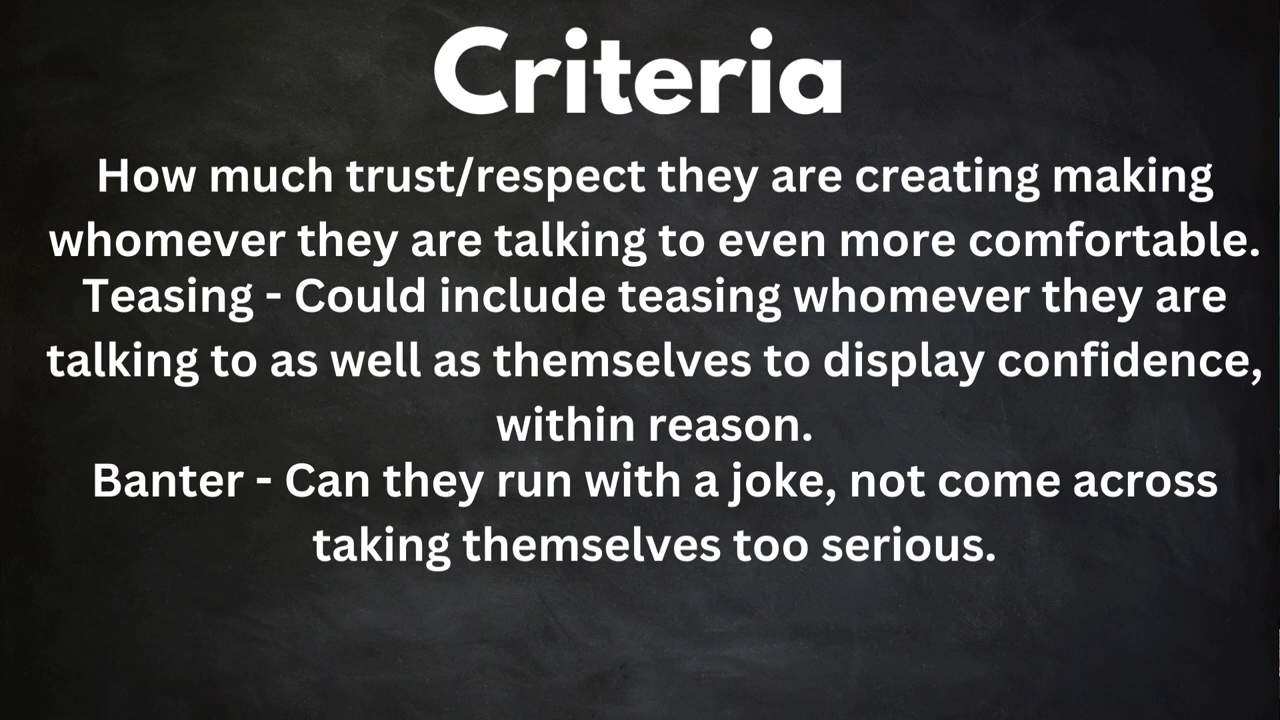 Criteria
How much trust/respect they are creating making
whomever they are talking to even more comfortable.
Teasing - Could include teasing whomever they are
talking to as well as themselves to display confidence,
within reason.
Banter - Can they run with a joke, not come across
taking themselves too serious.